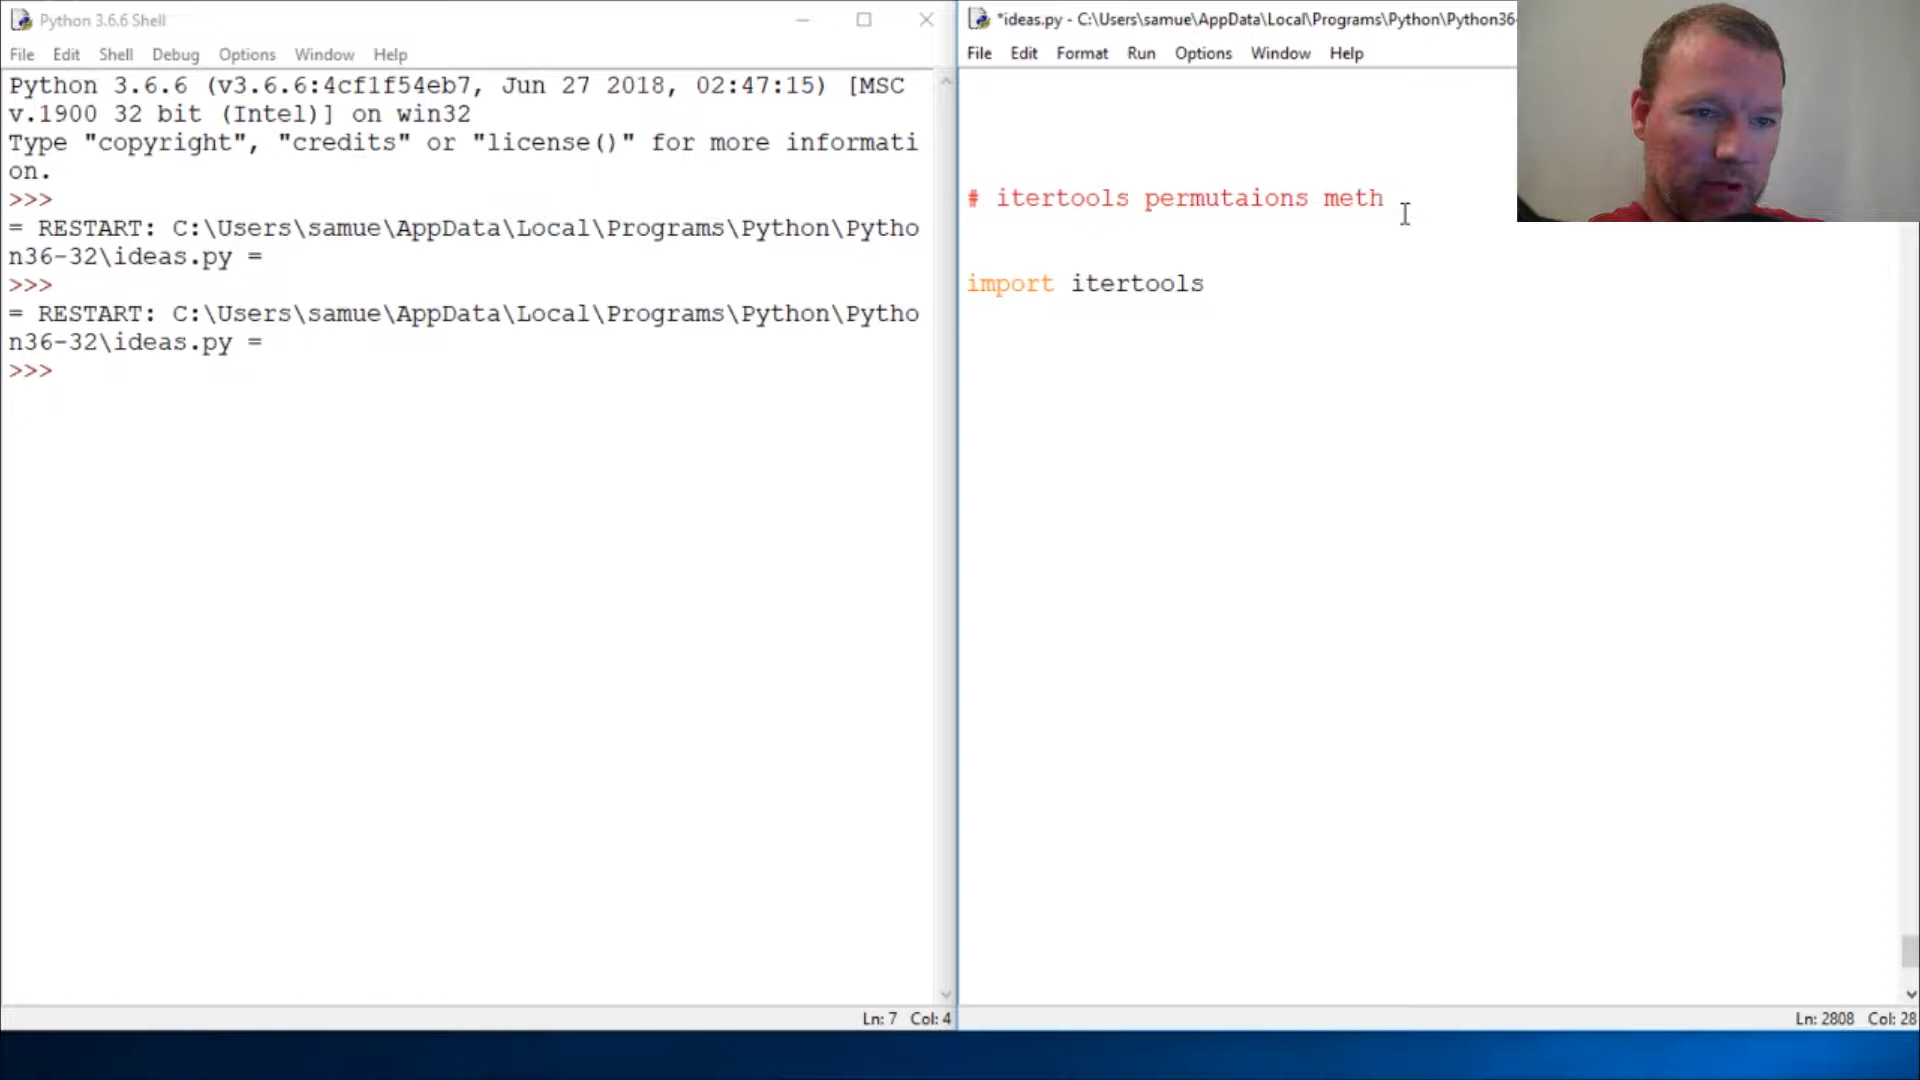 Python 3.6.6 Shell
File Edit Shell Debug Options Window Help
Python 3.6.6 (v3.6.6:4cf1f54eb7, Jun 27 2018, 02:47:15) [MSC
v.1900 32 bit (Intel)] on win32
Type "copyright", "credits" or "license()" for more informati
on.
>>>
= RESTART: C:\Users\samue\AppData\Local\Programs\Python\Pytho
n36-32\ideas.py =
>>>
= RESTART: C:\Users\samue\AppData\Local\Programs\Python\Pytho
n36-32\ideas.py =
>>>
Ln: 7 Col: 4
*ideas.py - C:\Users\samue\AppData\Local\Programs\Python\Python36-
File Edit Format Run Options Window Help
# itertools permutaions meth
import itertools
Ln: 2808 Col: 28